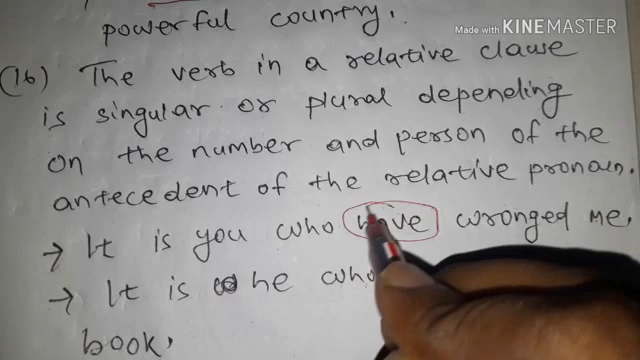 powerful country.
Made with KINEMASTER
(16) The verb in a relative clause
is singular or plural depending
on the number and person of the
antecedent of the relative pronoun.
→ It is you who have wronged me.
→ It is he who
book.